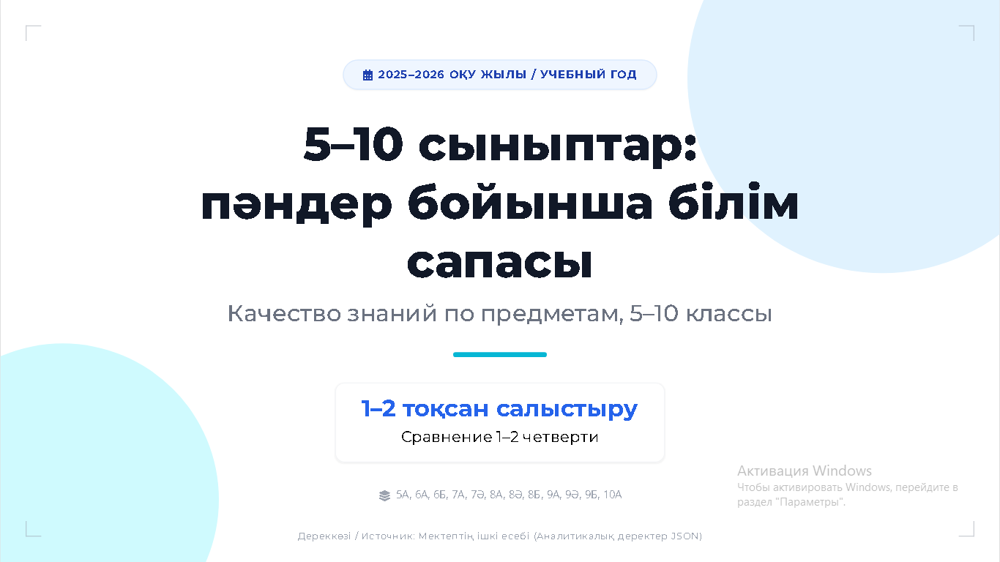 2025–2026 ОҚУ ЖЫЛЫ / УЧЕБНЫЙ ГОД
5–10 сыныптар:
пәндер бойынша білім
сапасы
Качество знаний по предметам, 5–10 классы
1–2 тоқсан салыстыру
Сравнение 1–2 четверти
5А, 6А, 6Б, 7А, 7Ә, 8А, 8Ә, 8Б, 9А, 9Ә, 9Б, 10А
Дереккөзі / Источник: Мектептің ішкі есебі (Аналитикалық деректер JSON)
Активация Windows
Чтобы активировать Windows, перейдите в
раздел "Параметры".